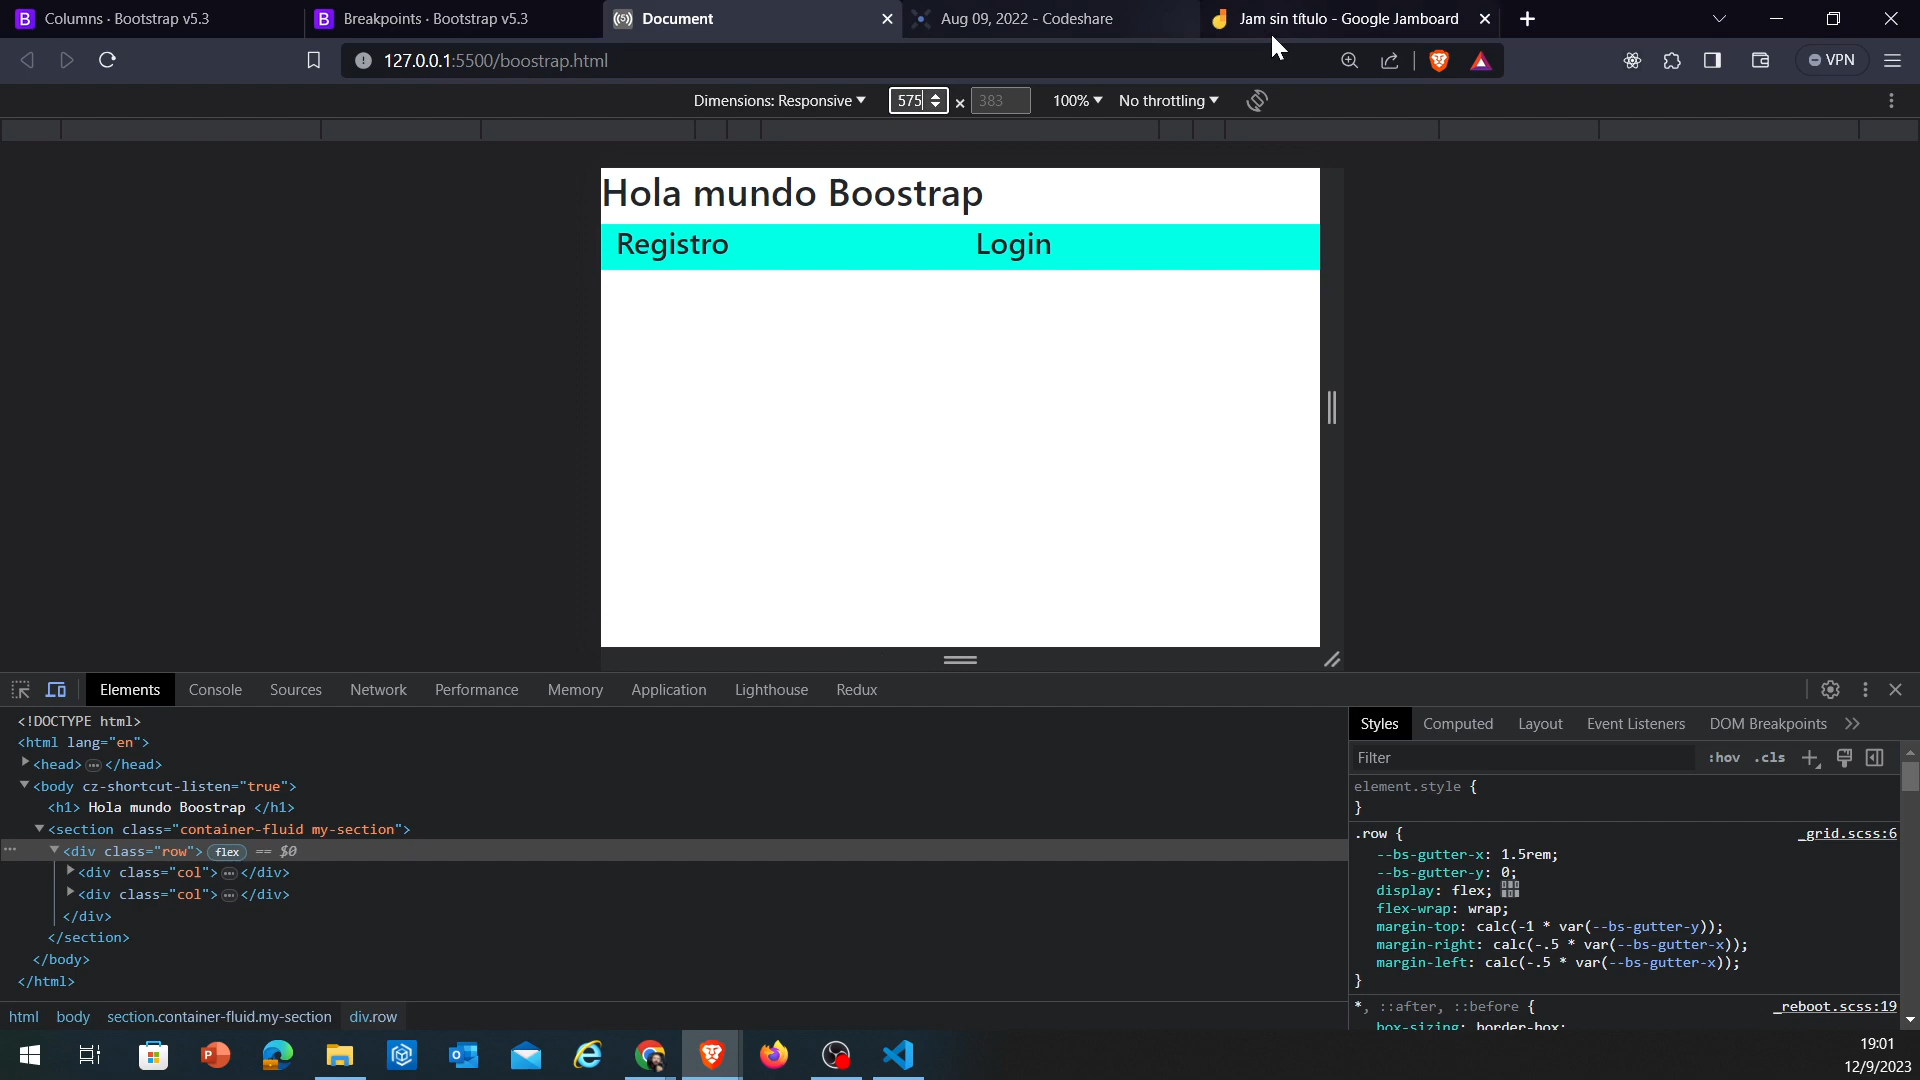 Columns · Bootstrap v5.3
Breakpoints · Bootstrap v5.3
Document
Aug 09, 2022 - Codeshare
Jam sin título - Google Jamboard
127.0.0.1:5500/boostrap.html
VPN
Dimensions: Responsive
575
×
383
100%
No throttling
Hola mundo Boostrap
Registro
Login
Elements
Console
Sources
Network
Performance
Memory
Application
Lighthouse
Redux
<!DOCTYPE html>
<html lang="en">
<head> ⋯ </head>
<body cz-shortcut-listen="true">
<h1> Hola mundo Boostrap </h1>
<section class="container-fluid my-section">
<div class="row"> flex == $0
<div class="col"> ⋯ </div>
<div class="col"> ⋯ </div>
</div>
</section>
</body>
</html>
html body section.container-fluid.my-section div.row
Styles
Computed
Layout
Event Listeners
DOM Breakpoints
Filter
:hov
.cls
element.style {
}
.row {
_grid.scss:6
--bs-gutter-x: 1.5rem;
--bs-gutter-y: 0;
display: flex;
flex-wrap: wrap;
margin-top: calc(-1 * var(--bs-gutter-y));
margin-right: calc(-.5 * var(--bs-gutter-x));
margin-left: calc(-.5 * var(--bs-gutter-x));
}
*, ::after, ::before {
_reboot.scss:19
box-sizing: border-box;
19:01
12/9/2023